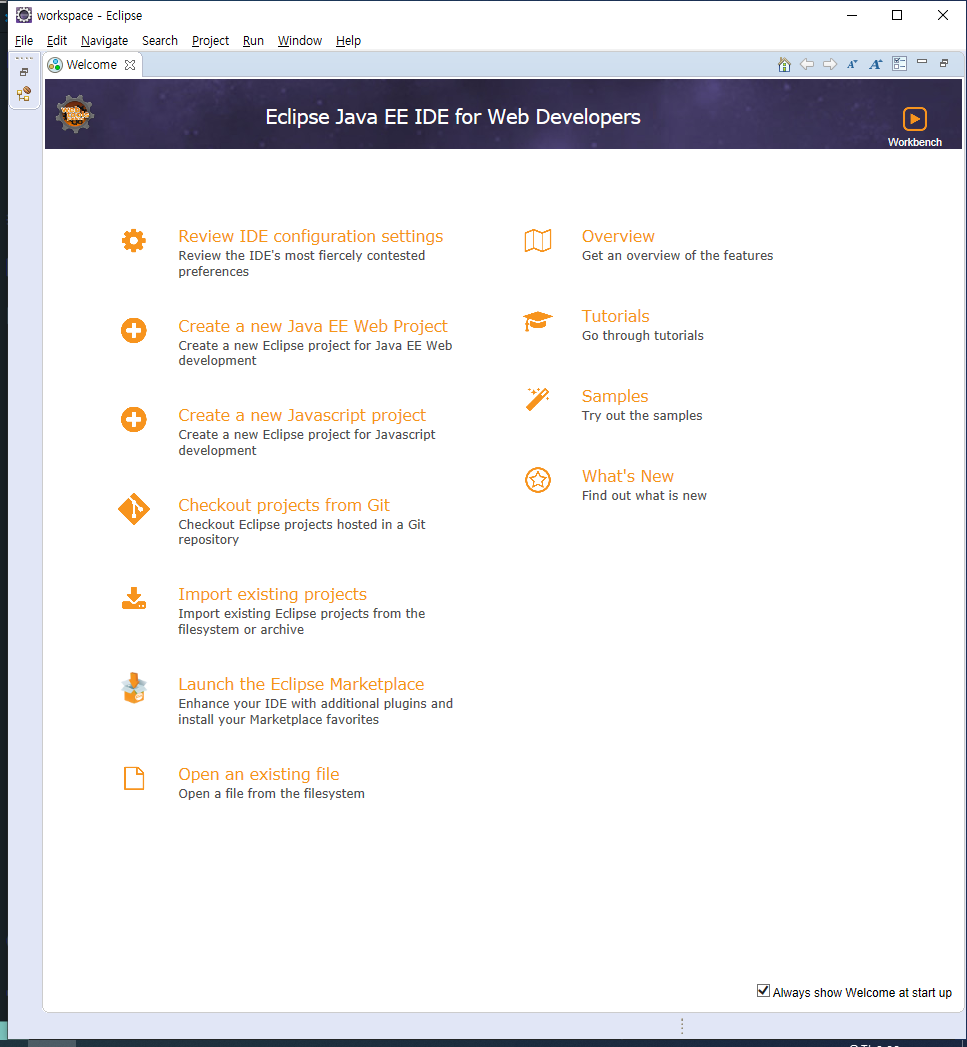 workspace - Eclipse
File Edit Navigate Search Project Run Window Help
Welcome
Eclipse Java EE IDE for Web Developers
Workbench
Review IDE configuration settings
Review the IDE's most fiercely contested
preferences
Create a new Java EE Web Project
Create a new Eclipse project for Java EE Web
development
Create a new Javascript project
Create a new Eclipse project for Javascript
development
Checkout projects from Git
Checkout Eclipse projects hosted in a Git
repository
Import existing projects
Import existing Eclipse projects from the
filesystem or archive
Launch the Eclipse Marketplace
Enhance your IDE with additional plugins and
install your Marketplace favorites
Open an existing file
Open a file from the filesystem
Overview
Get an overview of the features
Tutorials
Go through tutorials
Samples
Try out the samples
What's New
Find out what is new
Always show Welcome at start up